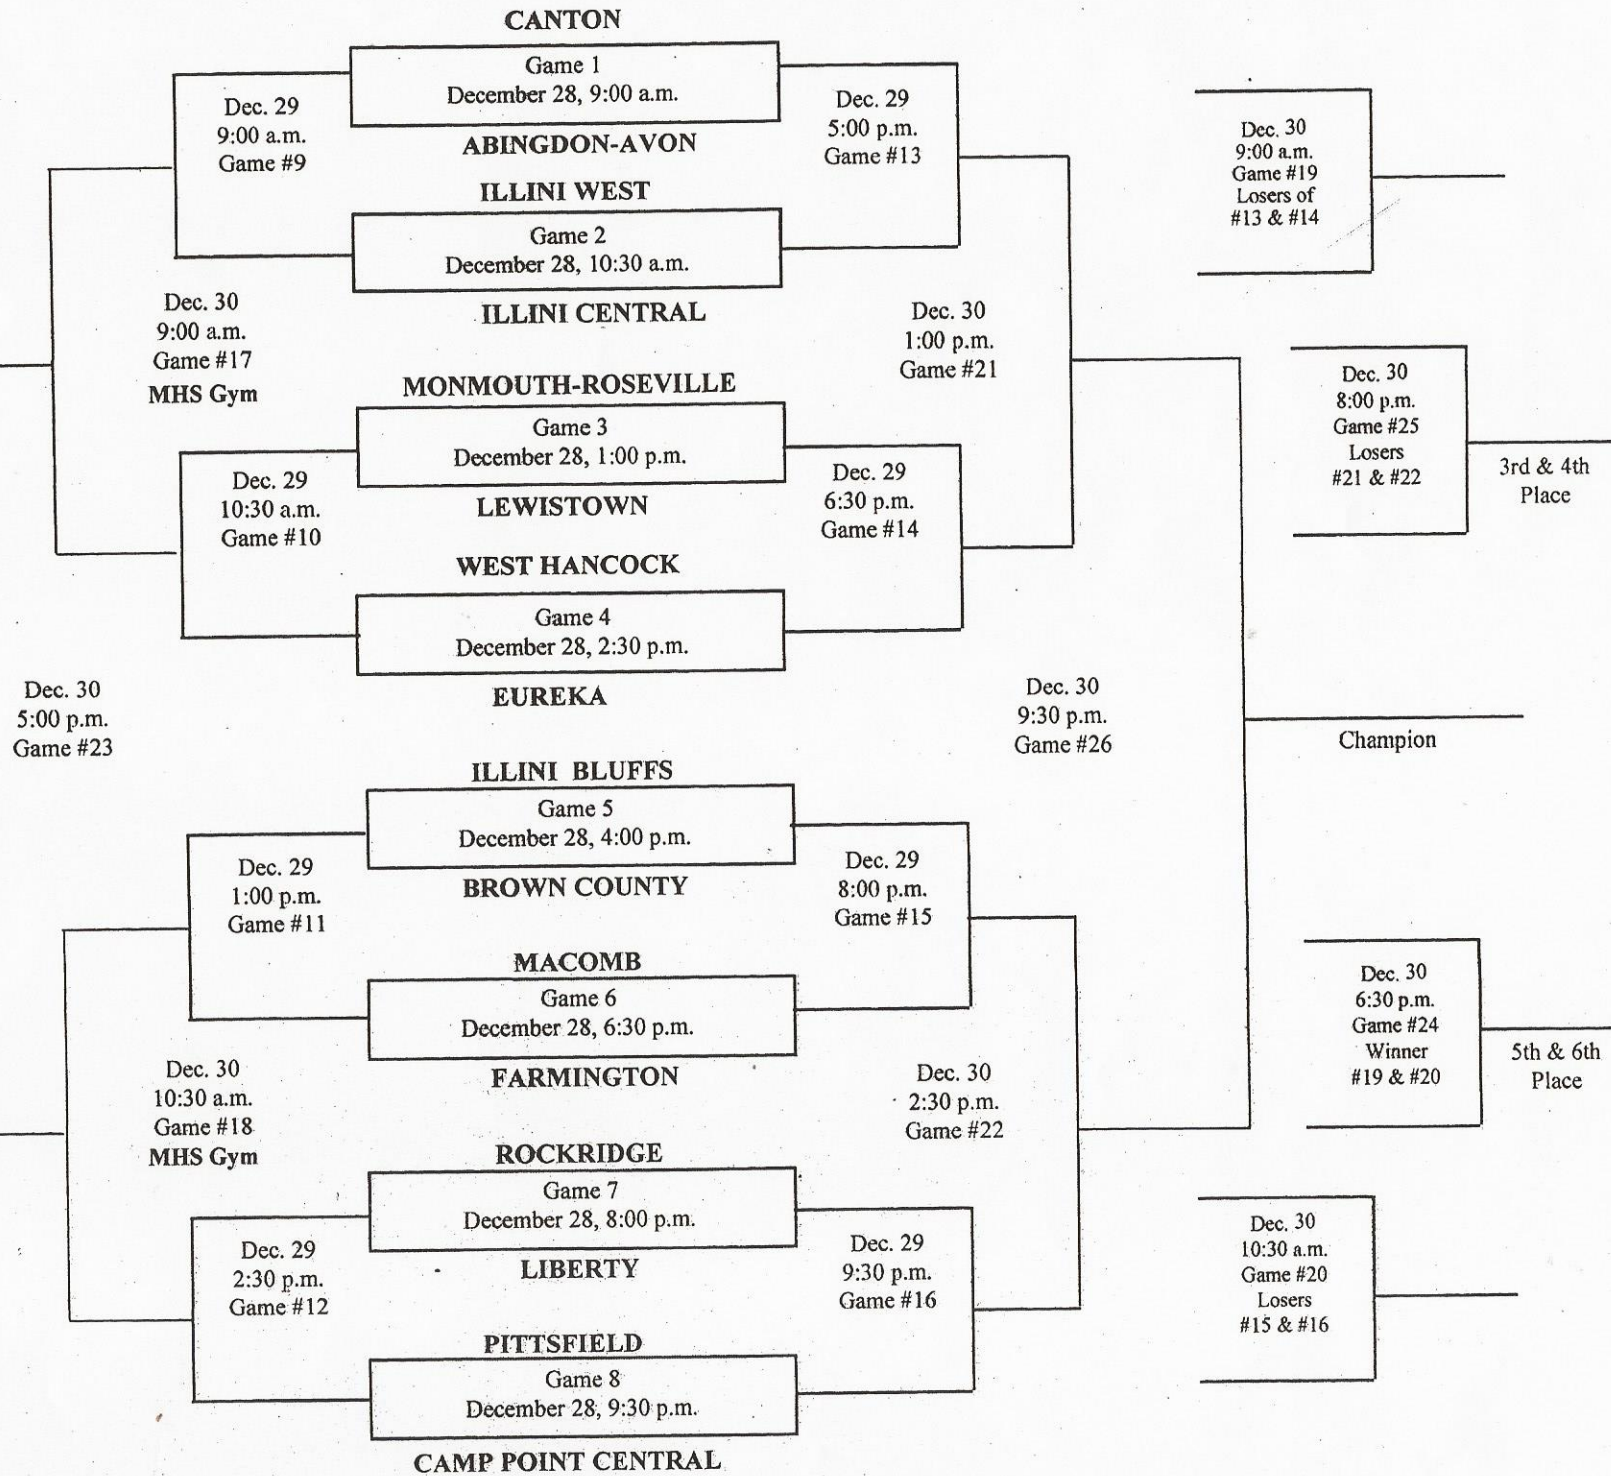 CANTON
Game 1
December 28, 9:00 a.m.
ABINGDON-AVON
Dec. 29
9:00 a.m.
Game #9
Dec. 29
5:00 p.m.
Game #13
ILLINI WEST
Game 2
December 28, 10:30 a.m.
ILLINI CENTRAL
Dec. 30
9:00 a.m.
Game #17
MHS Gym
Dec. 30
1:00 p.m.
Game #21
MONMOUTH-ROSEVILLE
Game 3
December 28, 1:00 p.m.
LEWISTOWN
Dec. 29
10:30 a.m.
Game #10
Dec. 29
6:30 p.m.
Game #14
WEST HANCOCK
Game 4
December 28, 2:30 p.m.
EUREKA
Dec. 30
5:00 p.m.
Game #23
Dec. 30
9:30 p.m.
Game #26
Champion
ILLINI BLUFFS
Game 5
December 28, 4:00 p.m.
BROWN COUNTY
Dec. 29
1:00 p.m.
Game #11
Dec. 29
8:00 p.m.
Game #15
MACOMB
Game 6
December 28, 6:30 p.m.
FARMINGTON
Dec. 30
10:30 a.m.
Game #18
MHS Gym
Dec. 30
2:30 p.m.
Game #22
ROCKRIDGE
Game 7
December 28, 8:00 p.m.
LIBERTY
Dec. 29
2:30 p.m.
Game #12
Dec. 29
9:30 p.m.
Game #16
PITTSFIELD
Game 8
December 28, 9:30 p.m.
CAMP POINT CENTRAL
Dec. 30
9:00 a.m.
Game #19
Losers of
#13 & #14
Dec. 30
8:00 p.m.
Game #25
Losers
#21 & #22
3rd & 4th
Place
Dec. 30
6:30 p.m.
Game #24
Winner
#19 & #20
5th & 6th
Place
Dec. 30
10:30 a.m.
Game #20
Losers
#15 & #16